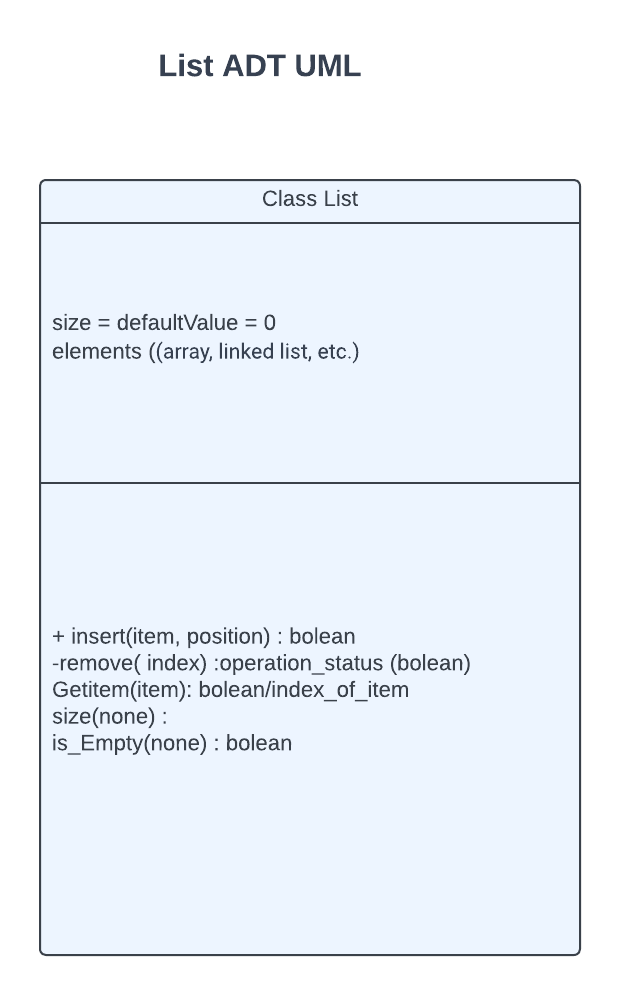 List ADT UML
Class List
size = defaultValue = 0
elements ((array, linked list, etc.)
+ insert(item, position) : bolean
-remove( index) :operation_status (bolean)
Getitem(item): bolean/index_of_item
size(none) :
is_Empty(none) : bolean